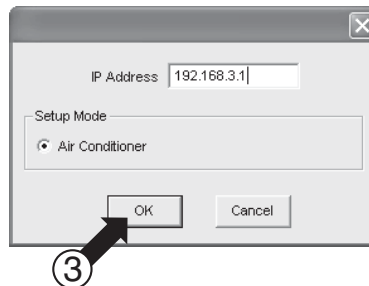 IP Address 192.168.3.1
Setup Mode
Air Conditioner
OK Cancel
③